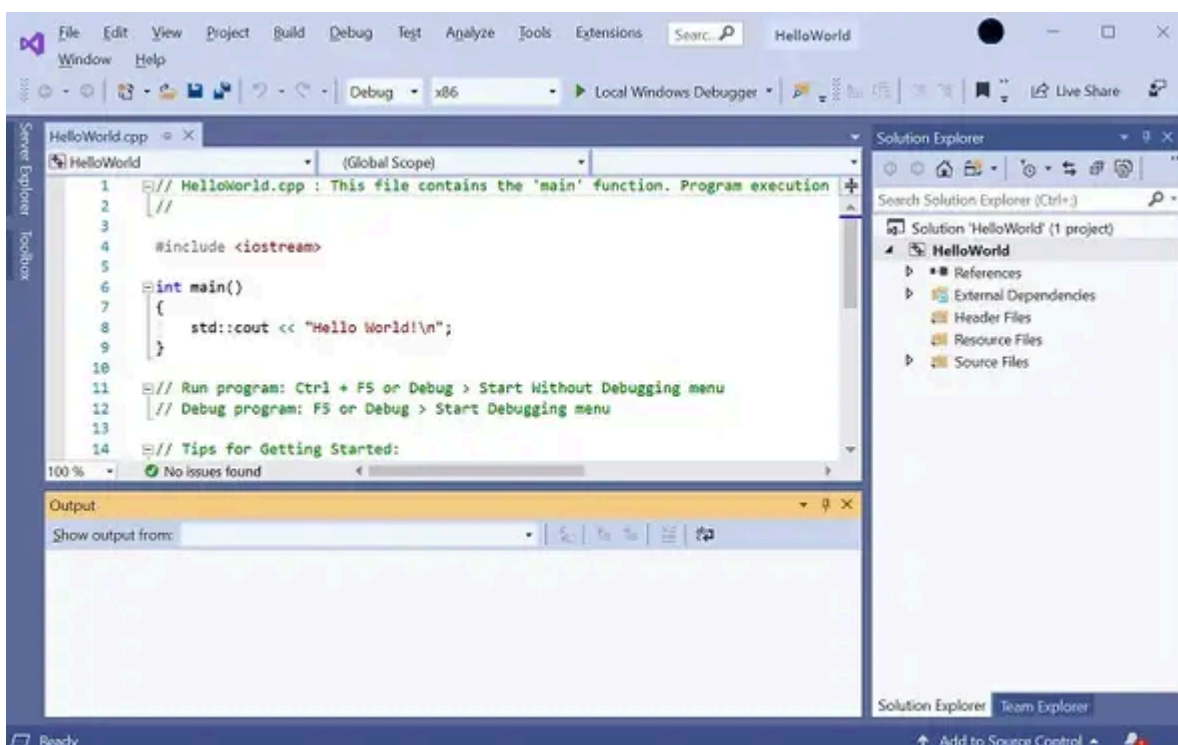 File Edit View Project Build Debug Test Analyze Tools Extensions Searc... HelloWorld
Window Help
Debug x86 Local Windows Debugger Live Share
Server Explorer
Toolbox
HelloWorld.cpp
HelloWorld (Global Scope)
1 // HelloWorld.cpp : This file contains the 'main' function. Program execution
2 //
3
4 #include <iostream>
5
6 int main()
7 {
8 std::cout << "Hello World!\n";
9 }
10
11 // Run program: Ctrl + F5 or Debug > Start Without Debugging menu
12 // Debug program: F5 or Debug > Start Debugging menu
13
14 // Tips for Getting Started:
100 % No issues found
Output
Show output from:
Solution Explorer
Search Solution Explorer (Ctrl+;)
Solution 'HelloWorld' (1 project)
HelloWorld
References
External Dependencies
Header Files
Resource Files
Source Files
Solution Explorer Team Explorer
Ready Add to Source Control